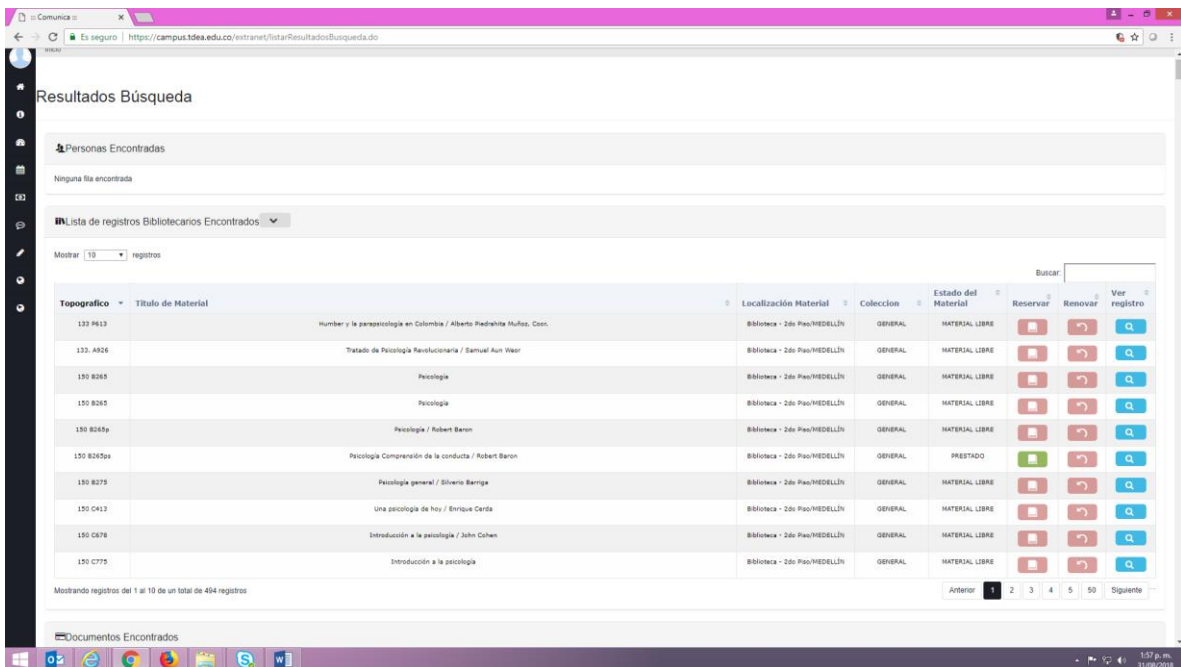 ::: Comunica :::
Es seguro | https://campus.tdea.edu.co/extranet/listarResultadosBusqueda.do
Inicio
Resultados Búsqueda
Personas Encontradas
Ninguna fila encontrada
Lista de registros Bibliotecarios Encontrados
Mostrar 10 registros
Buscar:
Topografico Titulo de Material Localización Material Coleccion Estado del Material Reservar Renovar Ver registro
133 P613 Humber y la parapsicología en Colombia / Alberto Piedrahita Muñoz, Coor. Biblioteca - 2do Piso/MEDELLÍN GENERAL MATERIAL LIBRE
133. A926 Tratado de Psicología Revolucionaria / Samuel Aun Weor Biblioteca - 2do Piso/MEDELLÍN GENERAL MATERIAL LIBRE
150 B265 Psicología Biblioteca - 2do Piso/MEDELLÍN GENERAL MATERIAL LIBRE
150 B265 Psicología Biblioteca - 2do Piso/MEDELLÍN GENERAL MATERIAL LIBRE
150 B265p Psicología / Robert Baron Biblioteca - 2do Piso/MEDELLÍN GENERAL MATERIAL LIBRE
150 B265ps Psicología Comprensión de la conducta / Robert Baron Biblioteca - 2do Piso/MEDELLÍN GENERAL PRESTADO
150 B275 Psicología general / Silverio Barriga Biblioteca - 2do Piso/MEDELLÍN GENERAL MATERIAL LIBRE
150 C413 Una psicología de hoy / Enrique Cerda Biblioteca - 2do Piso/MEDELLÍN GENERAL MATERIAL LIBRE
150 C678 Introducción a la psicología / John Cohen Biblioteca - 2do Piso/MEDELLÍN GENERAL MATERIAL LIBRE
150 C775 Introducción a la psicología Biblioteca - 2do Piso/MEDELLÍN GENERAL MATERIAL LIBRE
Mostrando registros del 1 al 10 de un total de 494 registros
Anterior 1 2 3 4 5 50 Siguiente
Documentos Encontrados
1:57 p. m.
31/08/2018